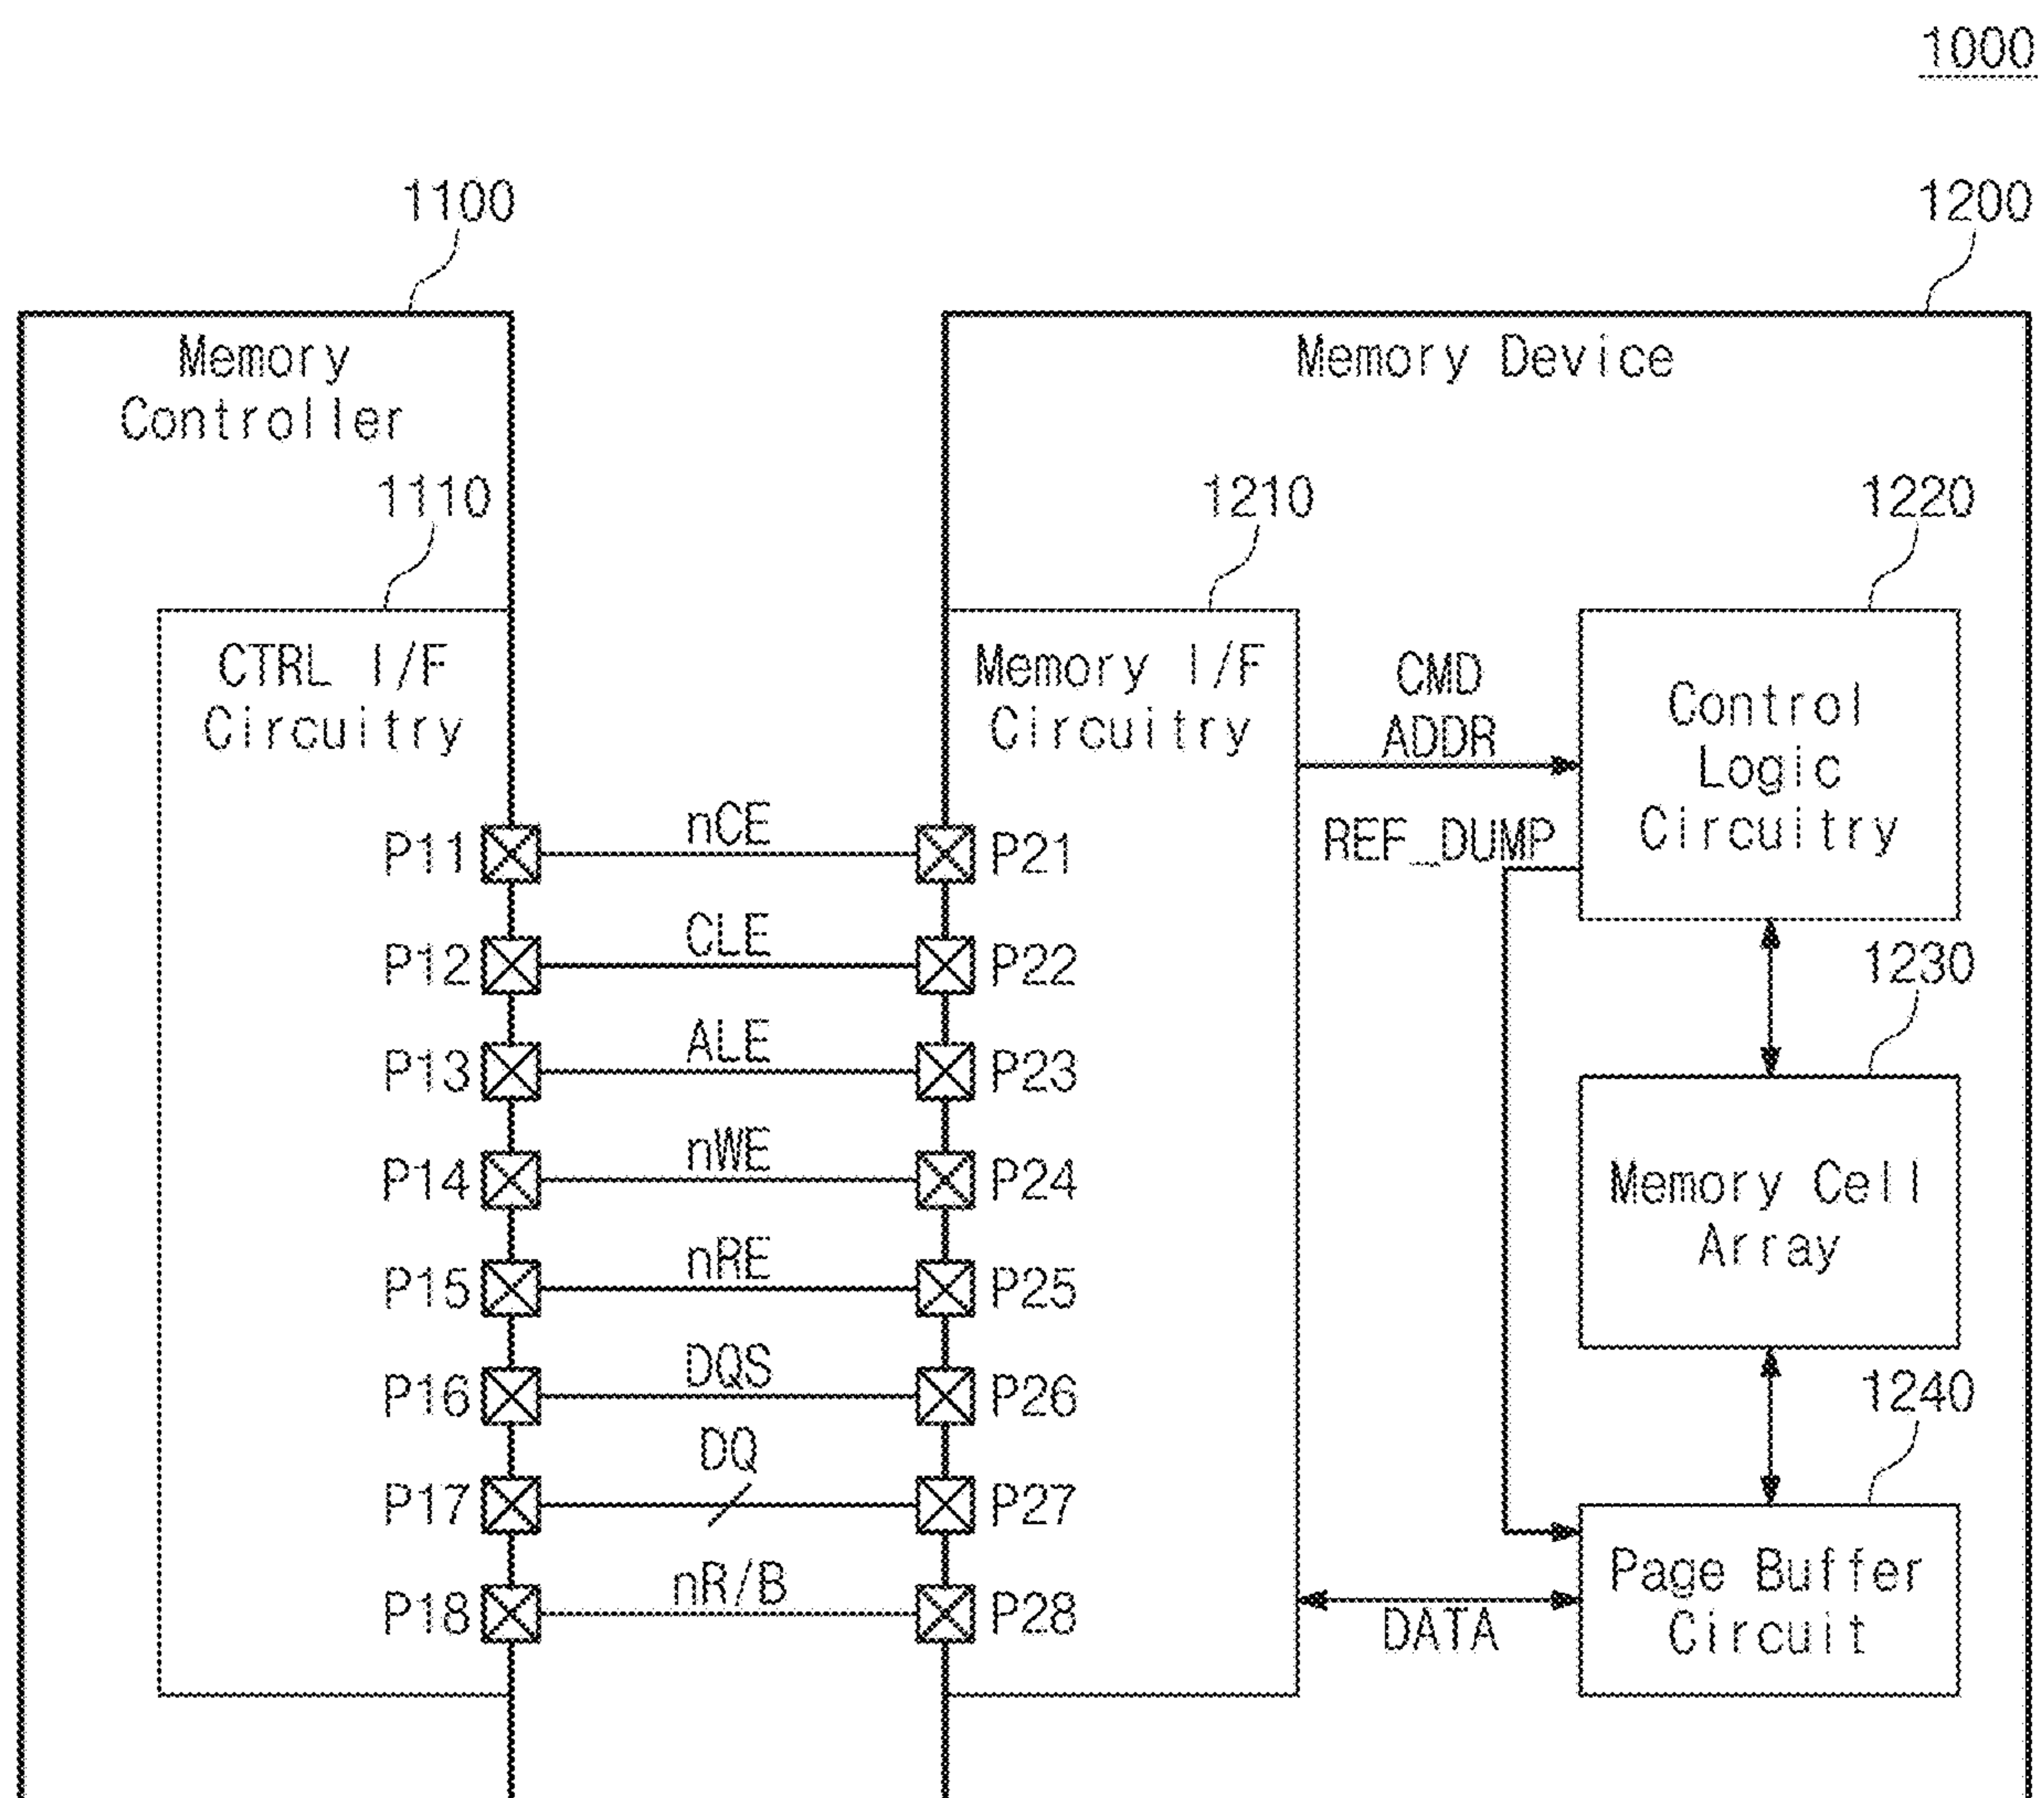 1000
1100
1200
Memory
Controller
Memory Device
1110
1210
1220
CTRL I/F
Circuitry
Memory I/F
Circuitry
CMD
ADDR
Control
Logic
Circuitry
REF_DUMP
P11
nCE
P21
P12
CLE
P22
1230
P13
ALE
P23
P14
nWE
P24
Memory Cell
Array
P15
nRE
P25
P16
DQS
P26
1240
P17
DQ
P27
Page Buffer
Circuit
P18
nR/B
P28
DATA